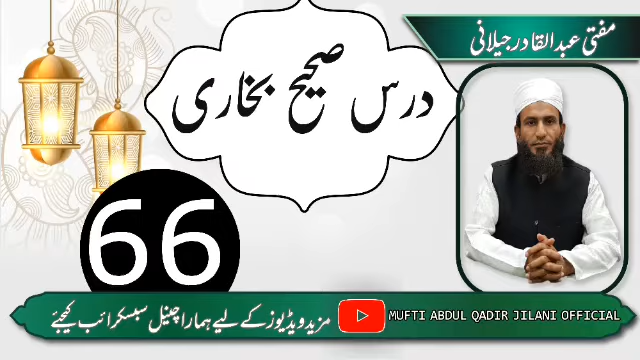 مفتی عبدالقادر جیلانی
درس صحیح بخاری
66
مزید ویڈیوز کے لیے ہمارا چینل سبسکرائب کیجئے
MUFTI ABDUL QADIR JILANI OFFICIAL